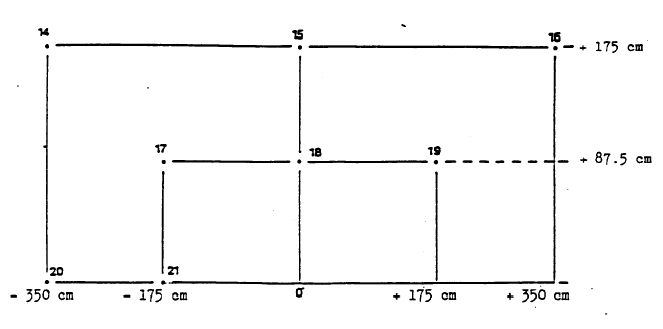 14 15 16
+ 175 cm
17 18 19
+ 87.5 cm
20 21
- 350 cm - 175 cm 0 + 175 cm + 350 cm